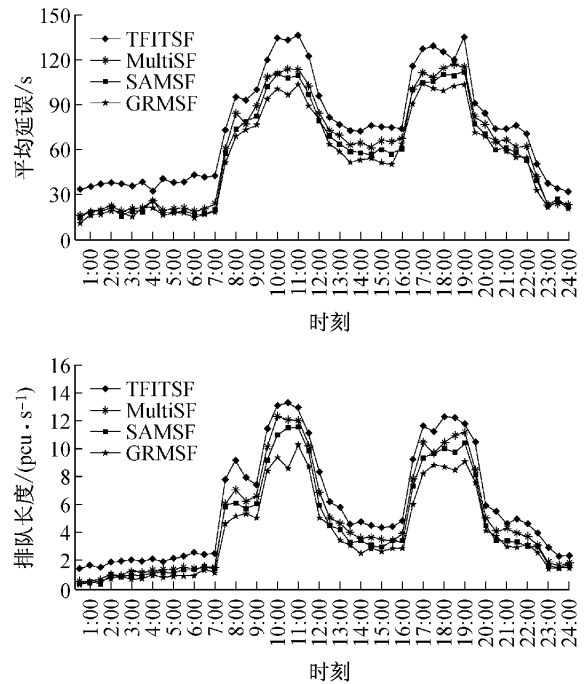 150
120
90
60
30
0
平均延误/s
TFITSF
MultiSF
SAMSF
GRMSF
1:00 2:00 3:00 4:00 5:00 6:00 7:00 8:00 9:00 10:00 11:00 12:00 13:00 14:00 15:00 16:00 17:00 18:00 19:00 20:00 21:00 22:00 23:00 24:00
时刻
16
14
12
10
8
6
4
2
0
排队长度/(pcu·s⁻¹)
TFITSF
MultiSF
SAMSF
GRMSF
1:00 2:00 3:00 4:00 5:00 6:00 7:00 8:00 9:00 10:00 11:00 12:00 13:00 14:00 15:00 16:00 17:00 18:00 19:00 20:00 21:00 22:00 23:00 24:00
时刻